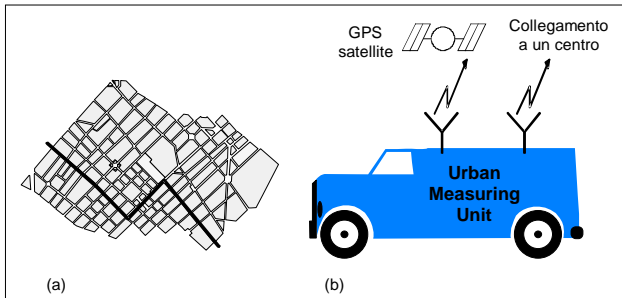 GPS
satellite
Collegamento
a un centro
Urban
Measuring
Unit
(a)
(b)